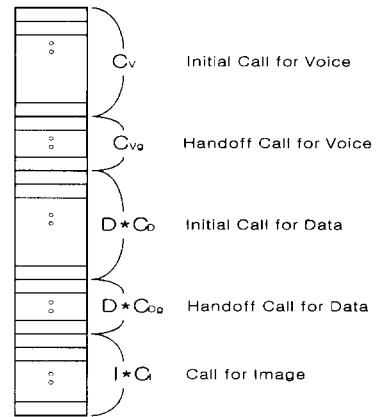 Cv Initial Call for Voice
Cvg Handoff Call for Voice
D*CD Initial Call for Data
D*CDg Handoff Call for Data
I*CI Call for Image